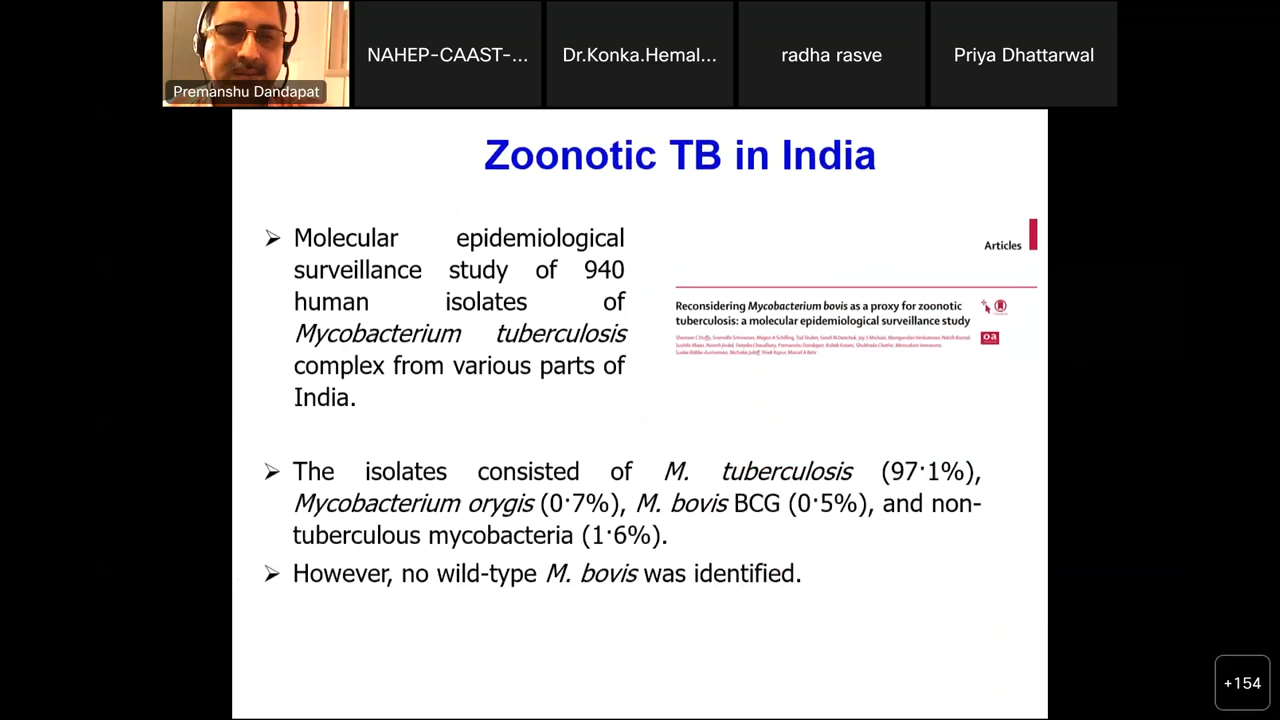 Premanshu Dandapat
NAHEP-CAAST-...
Dr.Konka.Hemal...
radha rasve
Priya Dhattarwal
Zoonotic TB in India
➢ Molecular epidemiological
surveillance study of 940
human isolates of
Mycobacterium tuberculosis
complex from various parts of
India.
Articles
Reconsidering Mycobacterium bovis as a proxy for zoonotic
tuberculosis: a molecular epidemiological surveillance study
oa
➢ The isolates consisted of M. tuberculosis (97·1%),
Mycobacterium orygis (0·7%), M. bovis BCG (0·5%), and non-
tuberculous mycobacteria (1·6%).
➢ However, no wild-type M. bovis was identified.
+154